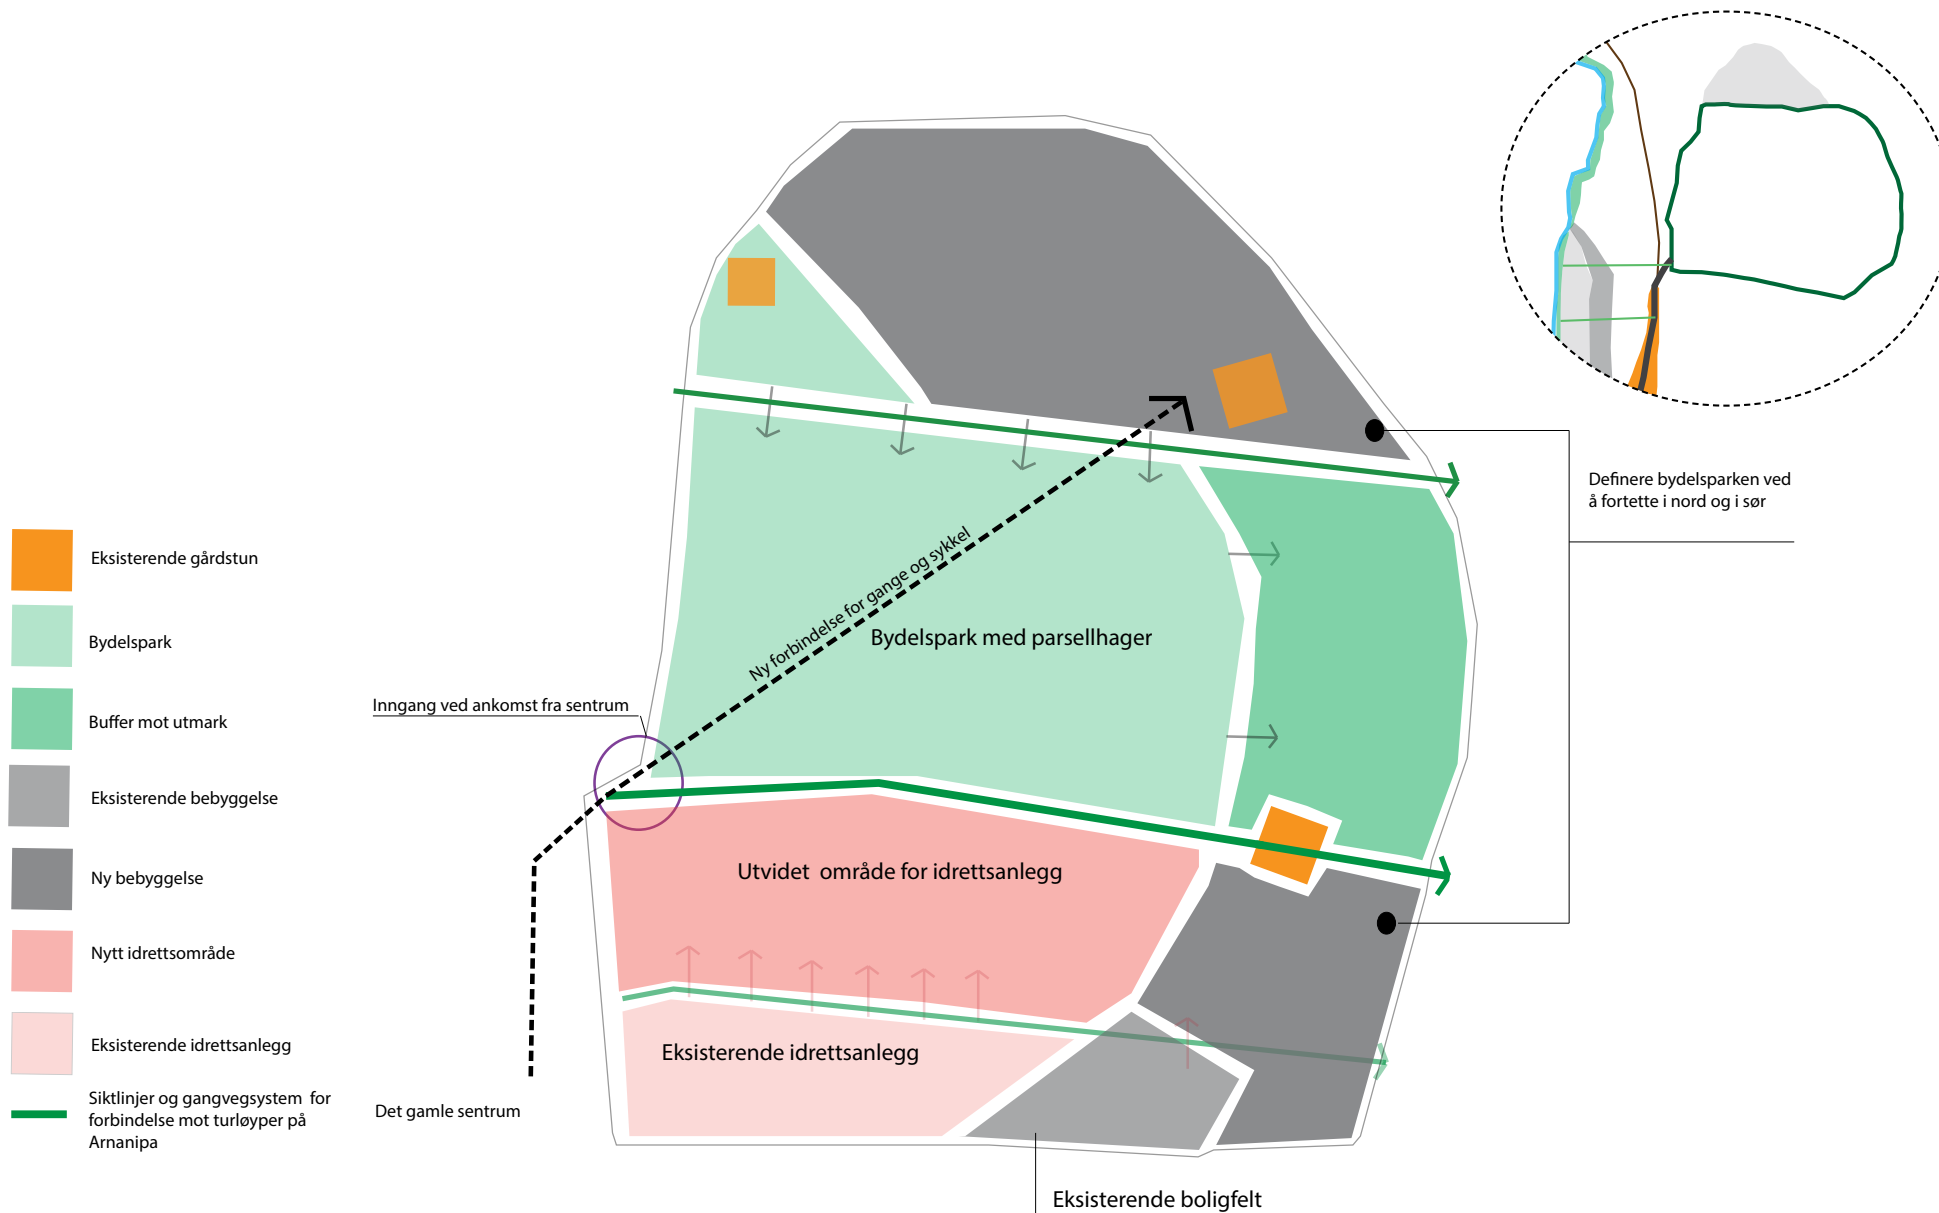 Definere bydelsparken ved
å fortette i nord og i sør
Eksisterende gårdstun
Bydelspark
Buffer mot utmark
Eksisterende bebyggelse
Ny bebyggelse
Nytt idrettsområde
Eksisterende idrettsanlegg
Siktlinjer og gangvegsystem for
forbindelse mot turløyper på
Arnanipa
Ny forbindelse for gange og sykkel
Bydelspark med parsellhager
Inngang ved ankomst fra sentrum
Utvidet område for idrettsanlegg
Eksisterende idrettsanlegg
Det gamle sentrum
Eksisterende boligfelt